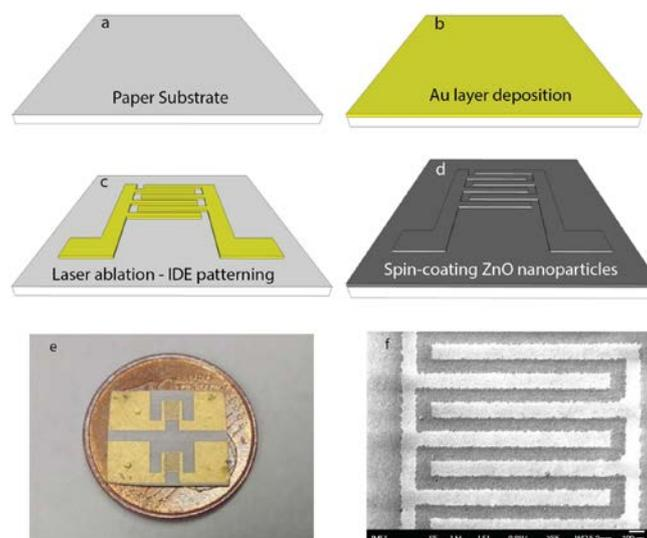 a
Paper Substrate
b
Au layer deposition
c
Laser ablation - IDE patterning
d
Spin-coating ZnO nanoparticles
e
f